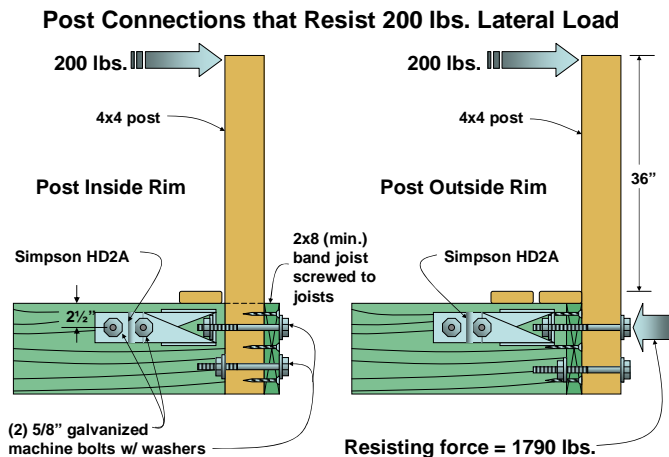 Post Connections that Resist 200 lbs. Lateral Load
200 lbs.
200 lbs.
4x4 post
4x4 post
36”
Post Inside Rim
Post Outside Rim
Simpson HD2A
2x8 (min.)
band joist
screwed to
joists
Simpson HD2A
2½”
(2) 5/8” galvanized
machine bolts w/ washers
Resisting force = 1790 lbs.